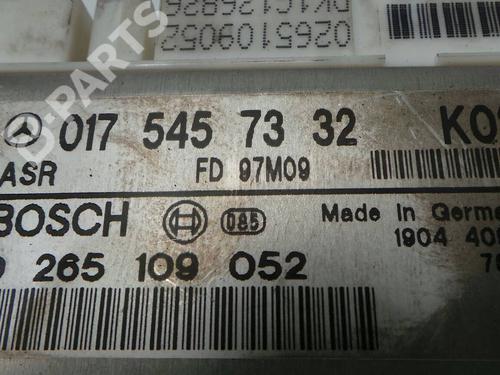 0265109052
017 545 73 32 KQ
ASR FD 97M09
BOSCH 085 Made In Germ
265 109 052 1904 40
B-PARTS